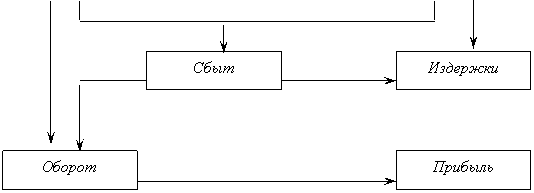 Сбыт
Издержки
Оборот
Прибыль